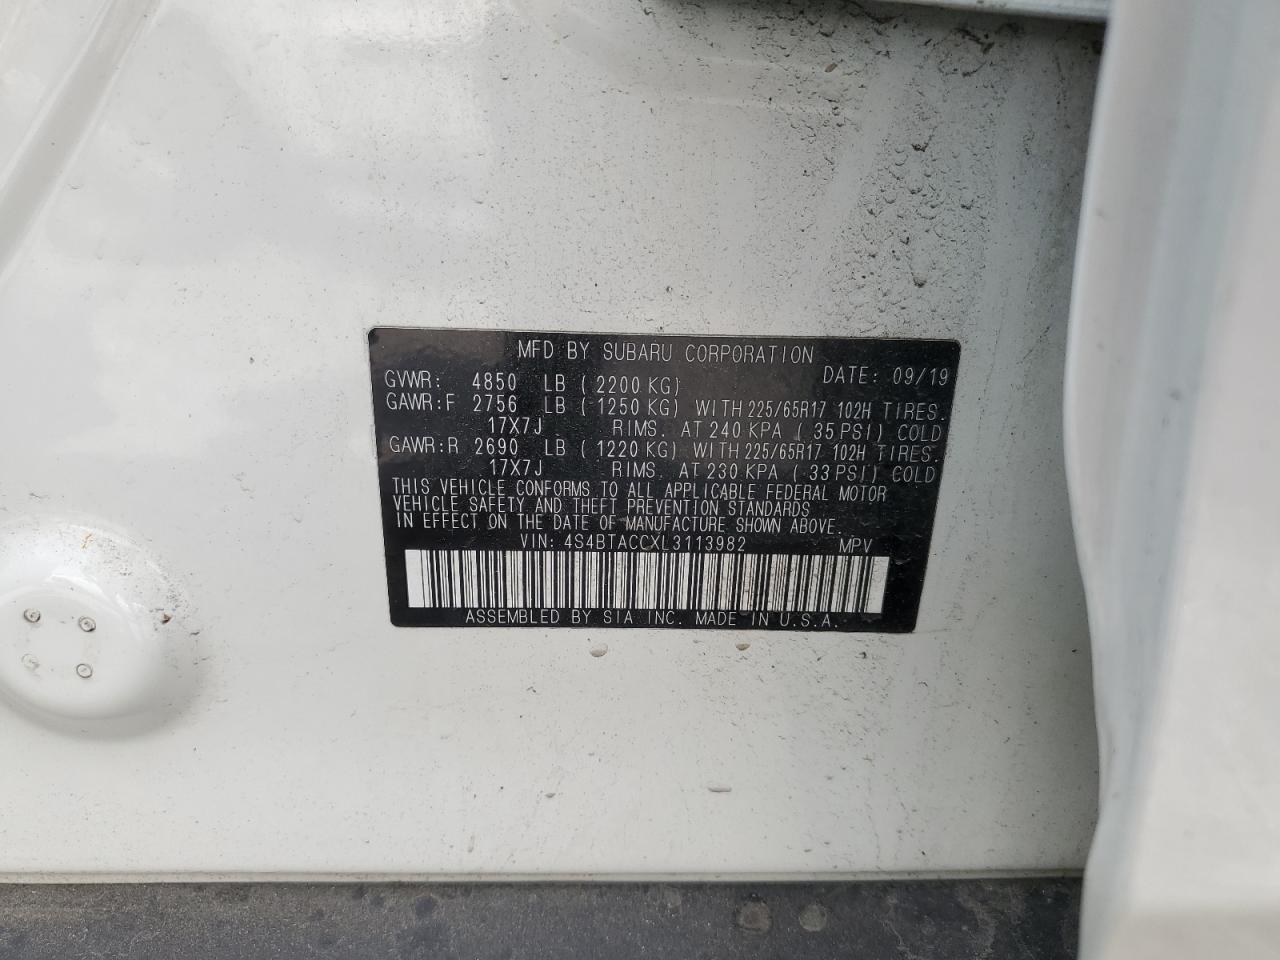 MFD BY SUBARU CORPORATION
DATE: 09/19
GVWR: 4850 LB (2200 KG)
GAWR:F 2756 LB (1250 KG) WITH 225/65R17 102H TIRES.
17X7J RIMS. AT 240 KPA (35 PSI) COLD
GAWR:R 2690 LB (1220 KG) WITH 225/65R17 102H TIRES.
17X7J RIMS. AT 230 KPA (33 PSI) COLD
THIS VEHICLE CONFORMS TO ALL APPLICABLE FEDERAL MOTOR
VEHICLE SAFETY AND THEFT PREVENTION STANDARDS
IN EFFECT ON THE DATE OF MANUFACTURE SHOWN ABOVE.
VIN: 4S4BTACCXL3113982 MPV
ASSEMBLED BY SIA INC. MADE IN U.S.A.